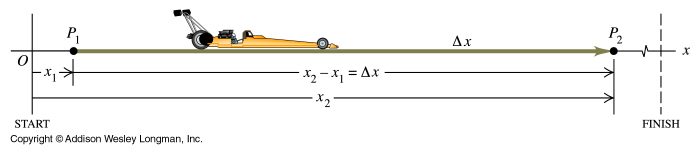 P1 Δx P2
O x
x1 x2 − x1 = Δx
x2
START FINISH
Copyright © Addison Wesley Longman, Inc.